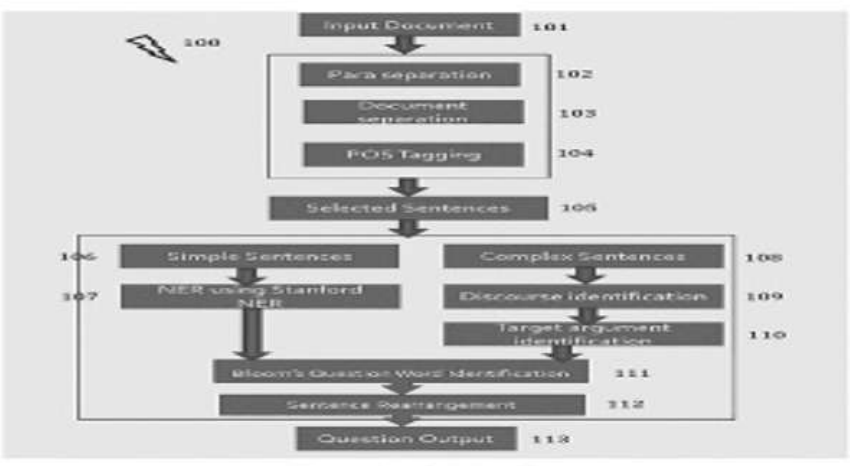 Input Document 101
100
Para separation 102
Document
separation 103
POS Tagging 104
Selected Sentences 105
106 Simple Sentences
Complex Sentences 108
107 NER using Stanford
NER
Discourse identification 109
Target argument
identification 110
Bloom's Question Word Identification 111
Sentence Rearrangement 112
Question Output 113